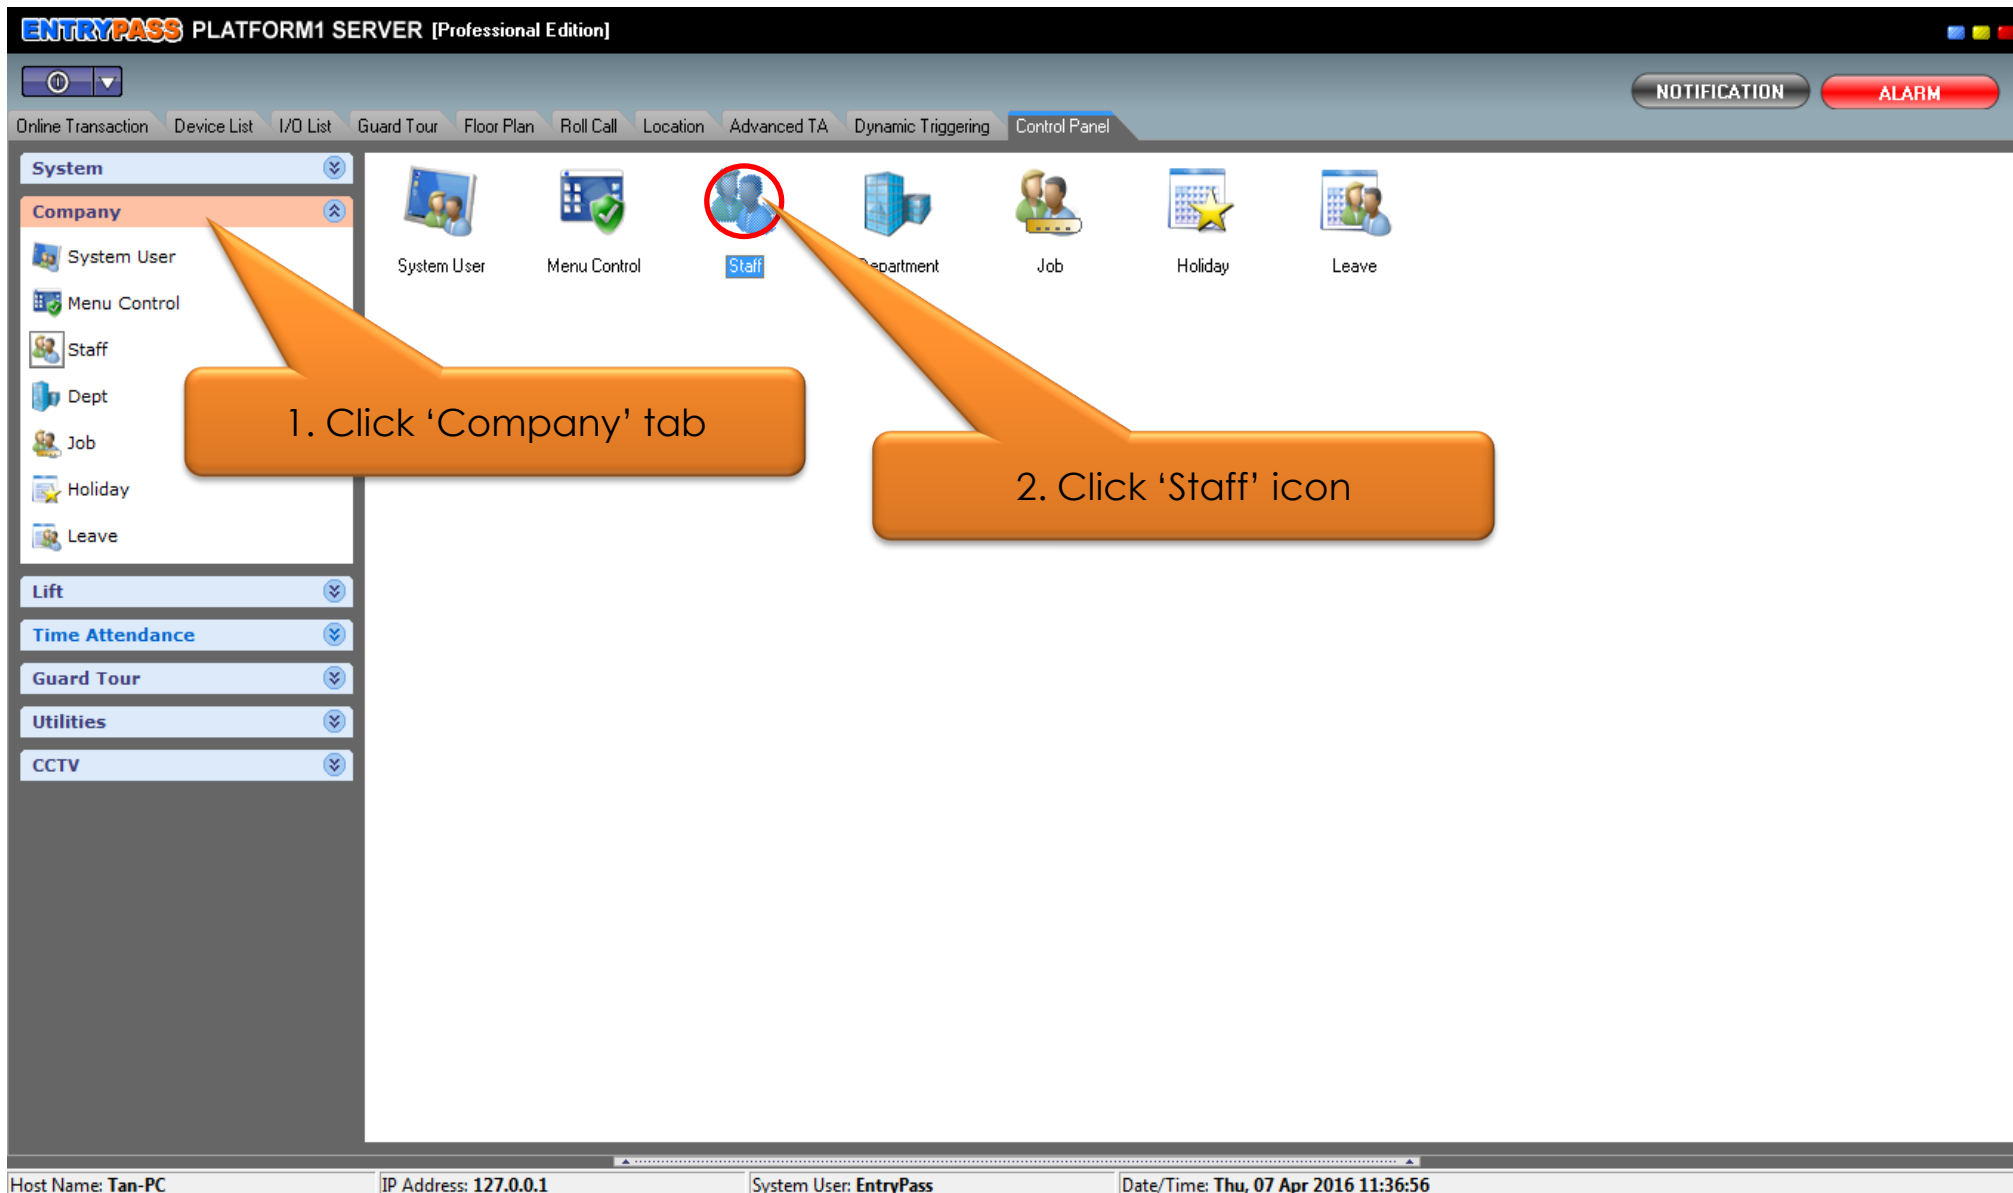 ENTRYPASS PLATFORM1 SERVER [Professional Edition]
NOTIFICATION ALARM
Online Transaction Device List I/O List Guard Tour Floor Plan Roll Call Location Advanced TA Dynamic Triggering Control Panel
System
Company
System User
Menu Control
Staff
Dept
Job
Holiday
Leave
Lift
Time Attendance
Guard Tour
Utilities
CCTV
System User Menu Control Staff Department Job Holiday Leave
1. Click ‘Company’ tab
2. Click ‘Staff’ icon
Host Name: Tan-PC IP Address: 127.0.0.1 System User: EntryPass Date/Time: Thu, 07 Apr 2016 11:36:56